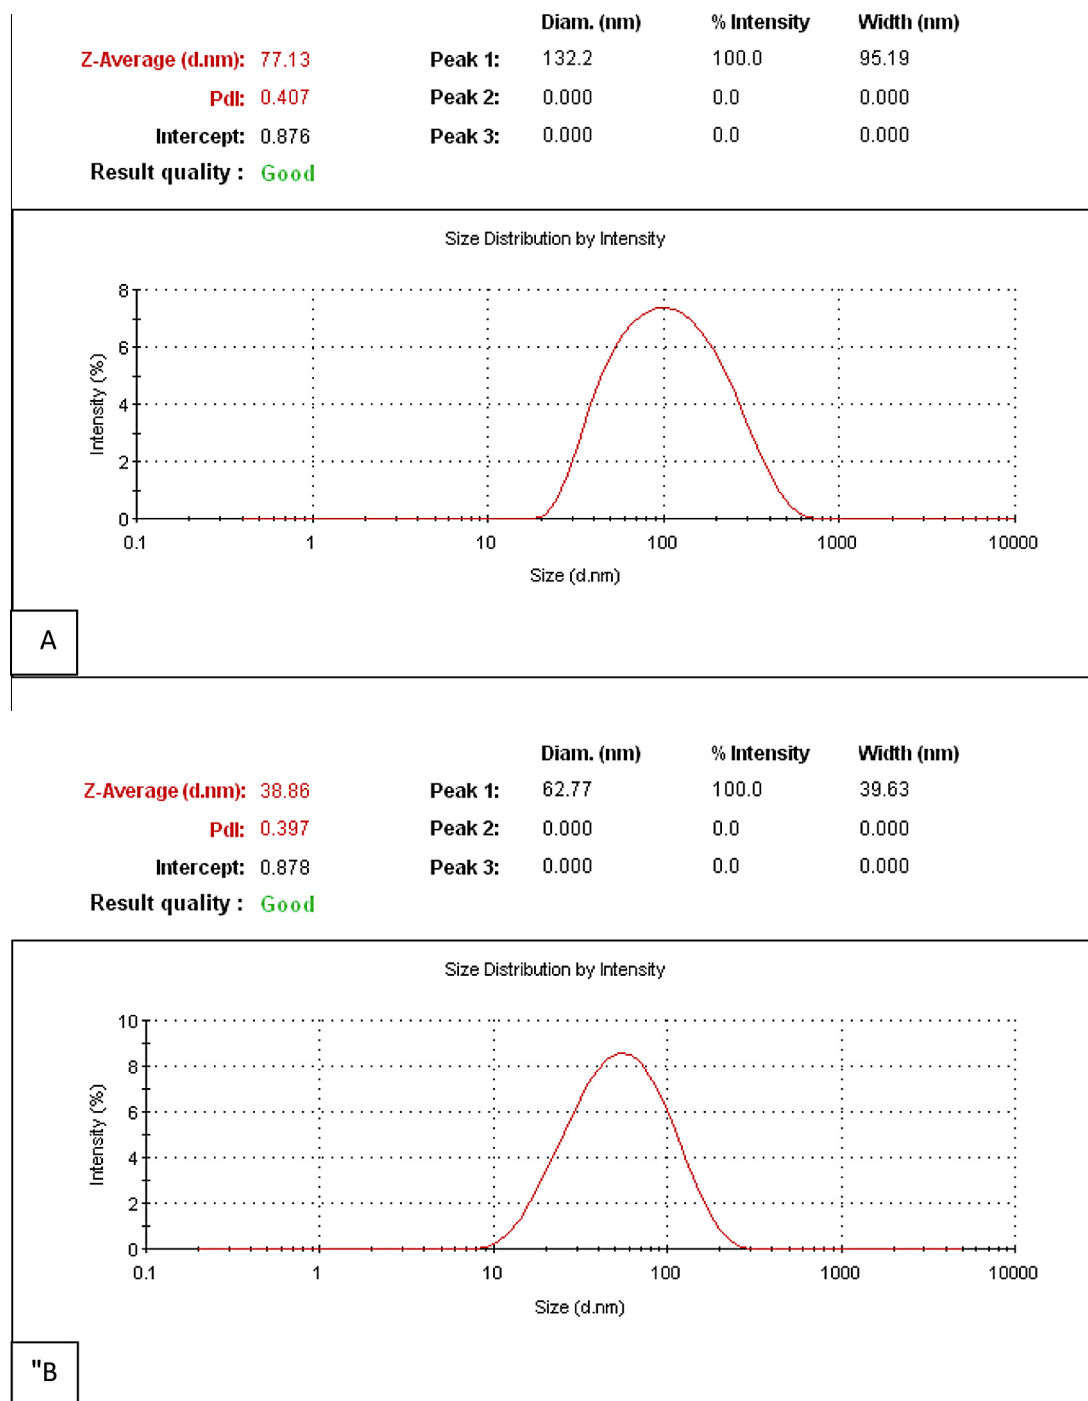 Diam. (nm) % Intensity Width (nm)
Z-Average (d.nm): 77.13 Peak 1: 132.2 100.0 95.19
PdI: 0.407 Peak 2: 0.000 0.0 0.000
Intercept: 0.876 Peak 3: 0.000 0.0 0.000
Result quality : Good
Size Distribution by Intensity
8
6
4
2
0
Intensity (%)
0.1 1 10 100 1000 10000
Size (d.nm)
A
Diam. (nm) % Intensity Width (nm)
Z-Average (d.nm): 38.86 Peak 1: 62.77 100.0 39.63
PdI: 0.397 Peak 2: 0.000 0.0 0.000
Intercept: 0.878 Peak 3: 0.000 0.0 0.000
Result quality : Good
Size Distribution by Intensity
10
8
6
4
2
0
Intensity (%)
0.1 1 10 100 1000 10000
Size (d.nm)
"B